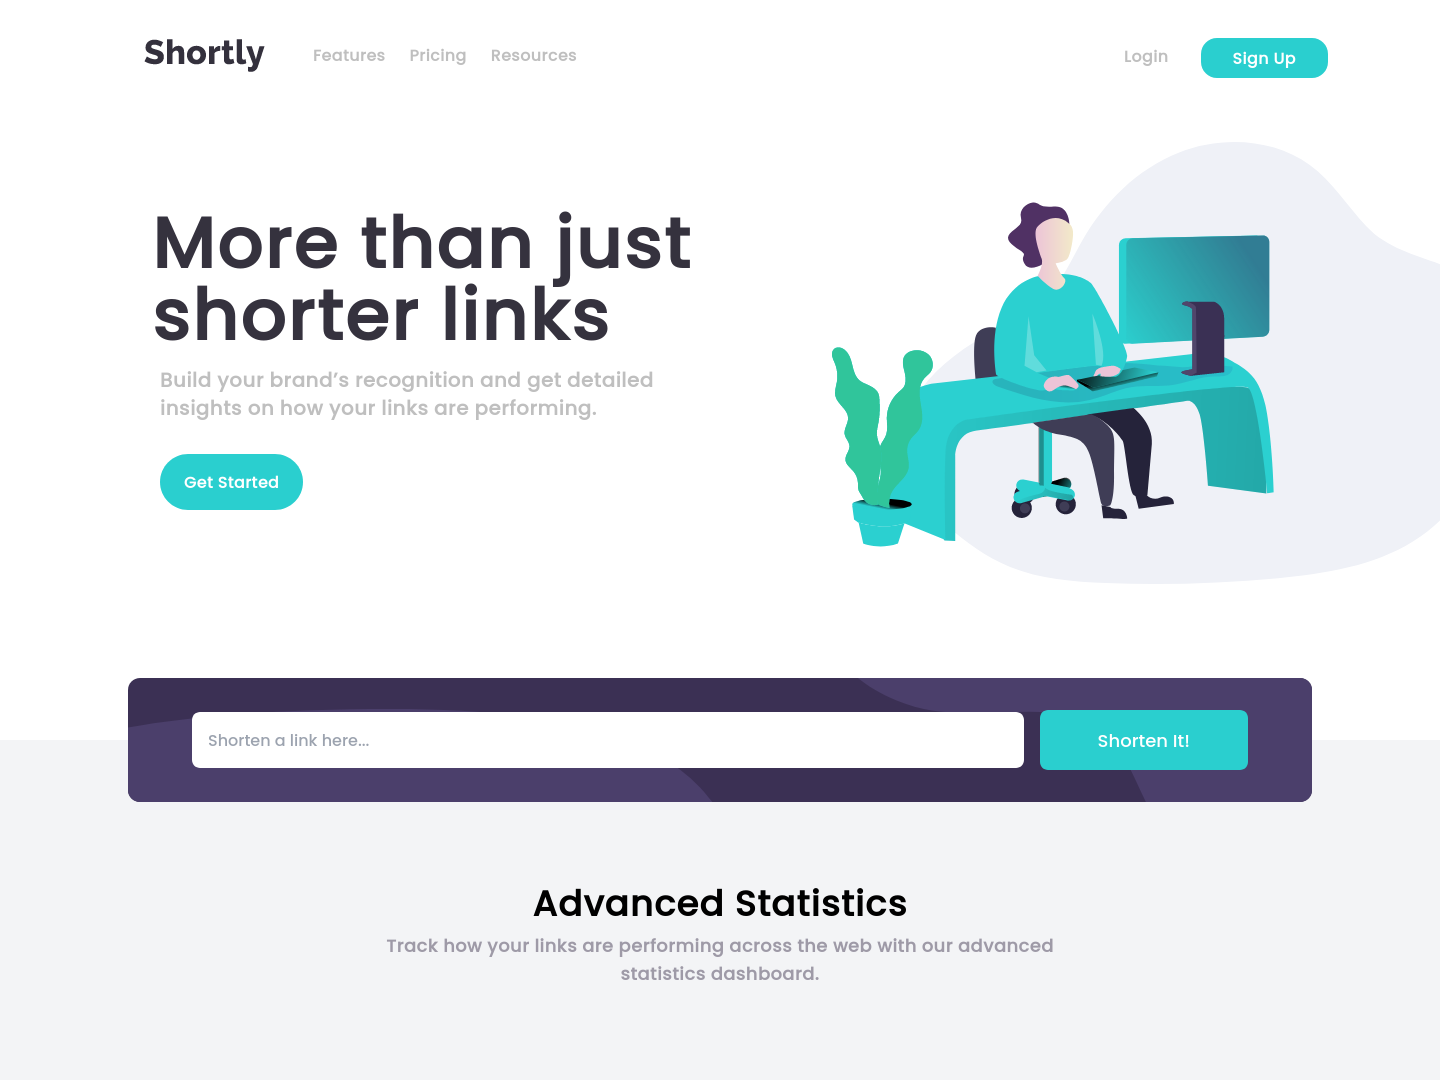 Shortly
Features Pricing Resources
Login
Sign Up
More than just
shorter links
Build your brand’s recognition and get detailed
insights on how your links are performing.
Get Started
Shorten a link here...
Shorten It!
Advanced Statistics
Track how your links are performing across the web with our advanced
statistics dashboard.